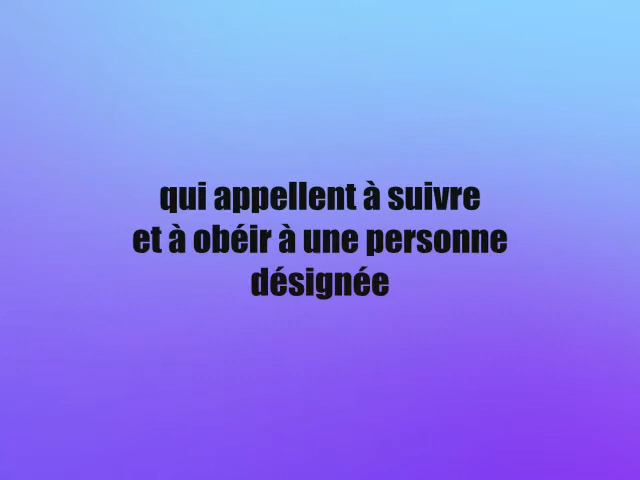 qui appellent à suivre
et à obéir à une personne
désignée